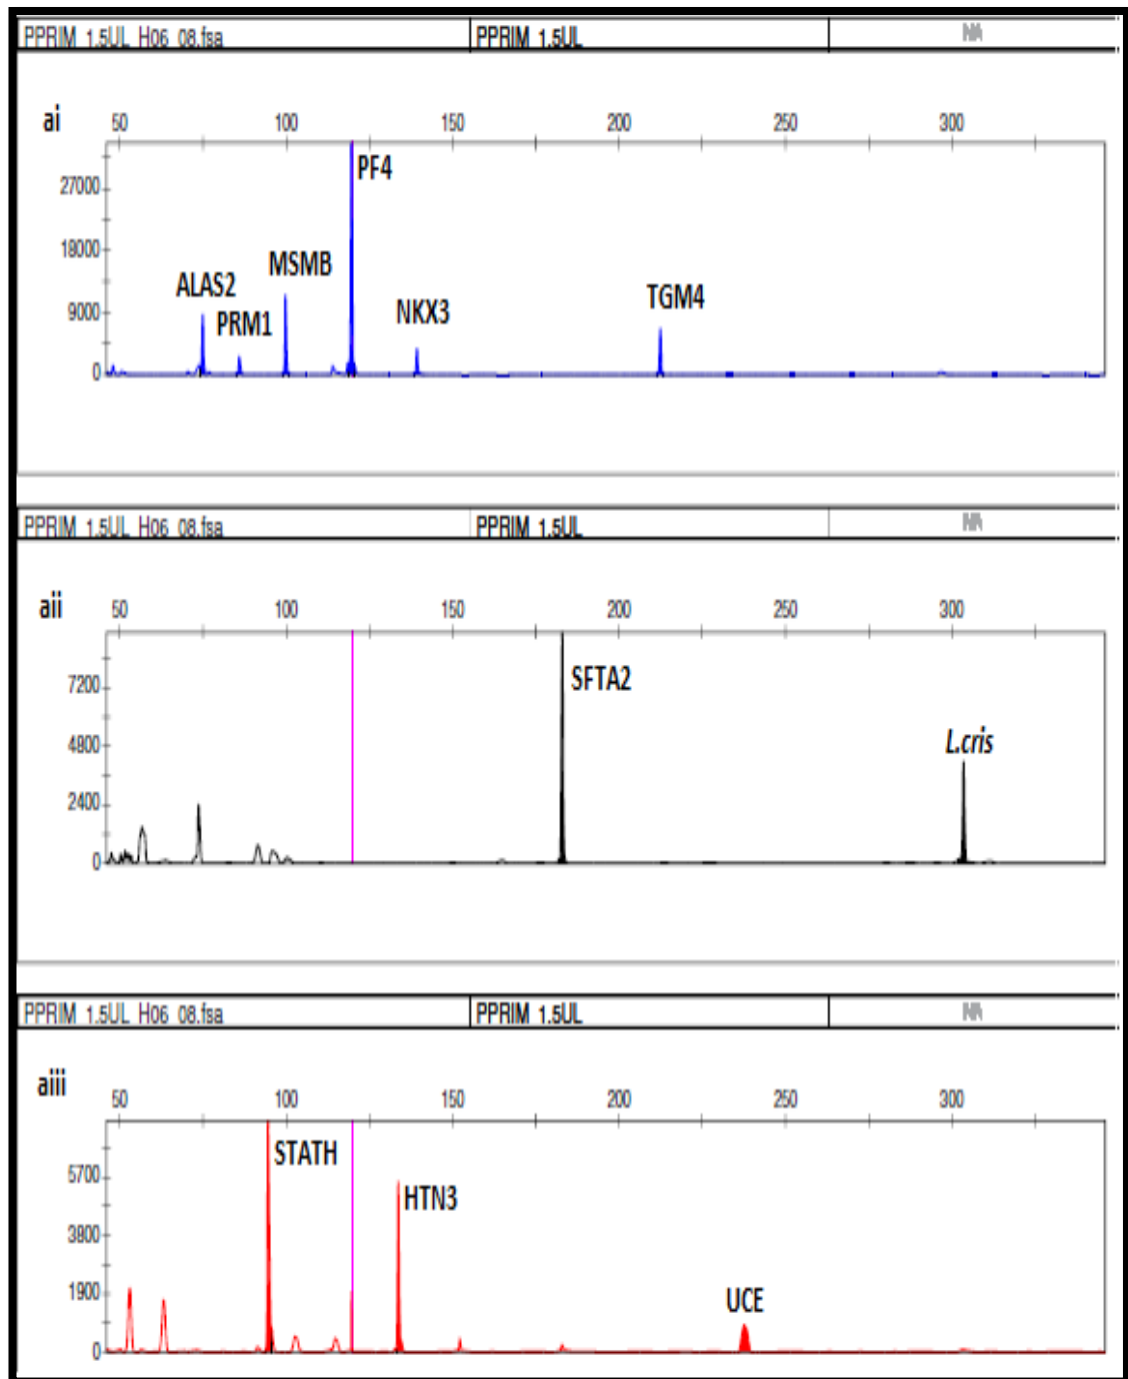 PPRIM 1.5UL H06 08.fsa PPRIM 1.5UL
ai 50 100 150 200 250 300
PF4
27000
18000
MSMB
ALAS2
TGM4
NKX3
9000
PRM1
0
PPRIM 1.5UL H06 08.fsa PPRIM 1.5UL
aii 50 100 150 200 250 300
SFTA2
7200
4800
L.cris
2400
0
PPRIM 1.5UL H06 08.fsa PPRIM 1.5UL
aiii 50 100 150 200 250 300
STATH
5700
HTN3
3800
1900
UCE
0